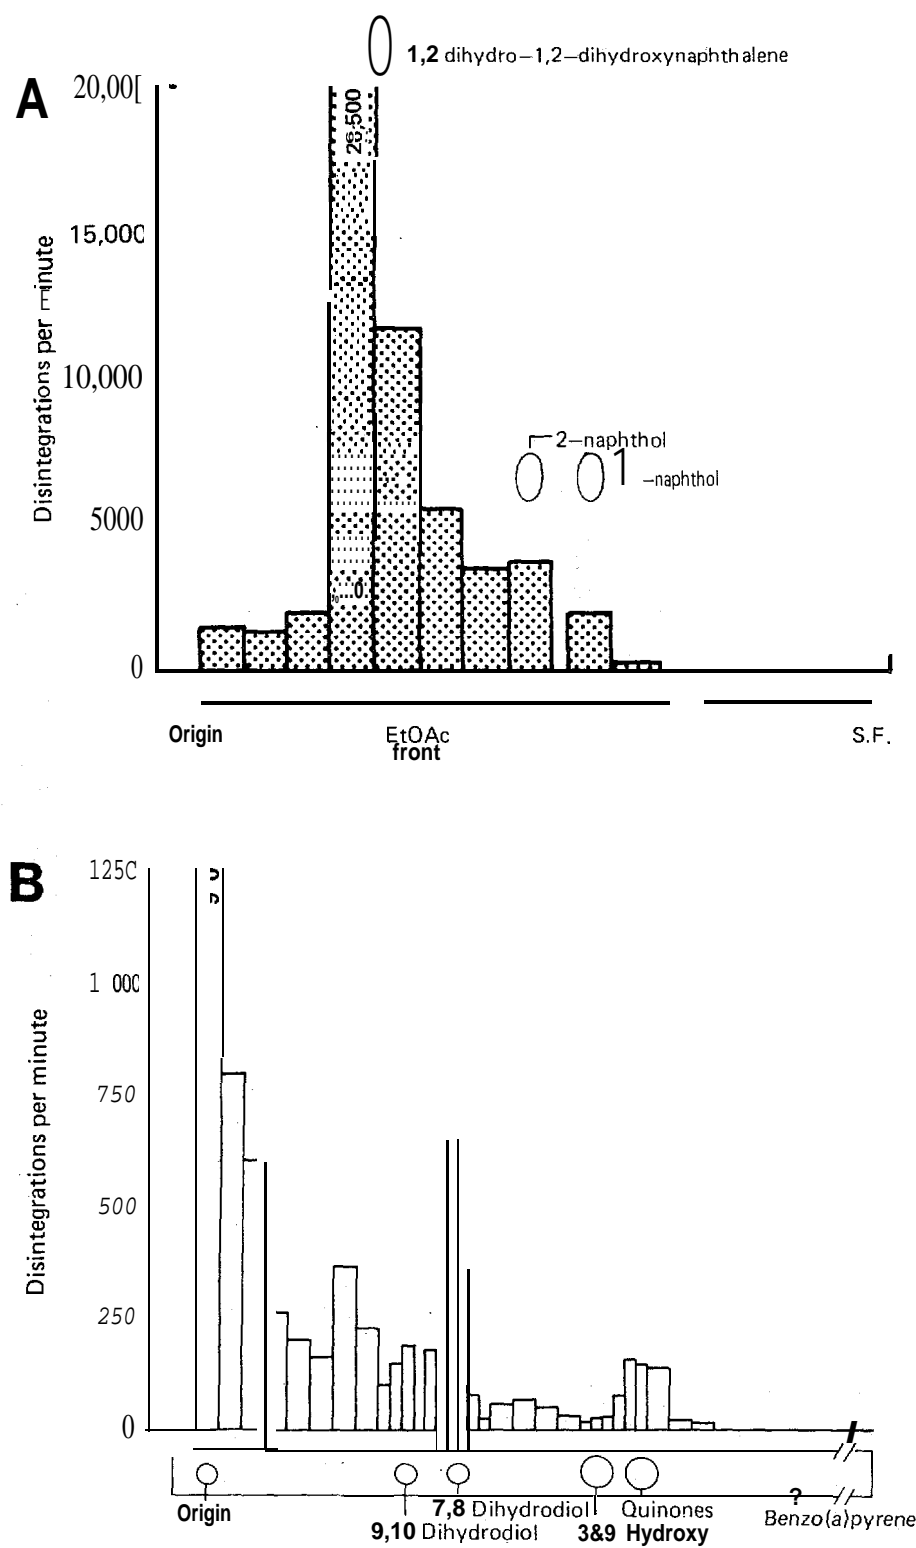 1,2 dihydro–1,2–dihydroxynaphthalene
A
20,00[
26,500
15,000
Disintegrations per minute
10,000
2–naphthol
1 –naphthol
5000
0
Origin
EtOAc
front
S.F.
B
125C
1 000
Disintegrations per minute
750
500
250
0
Origin
7,8 Dihydrodiol
Quinones
?
Benzo(a)pyrene
9,10 Dihydrodiol
3&9 Hydroxy